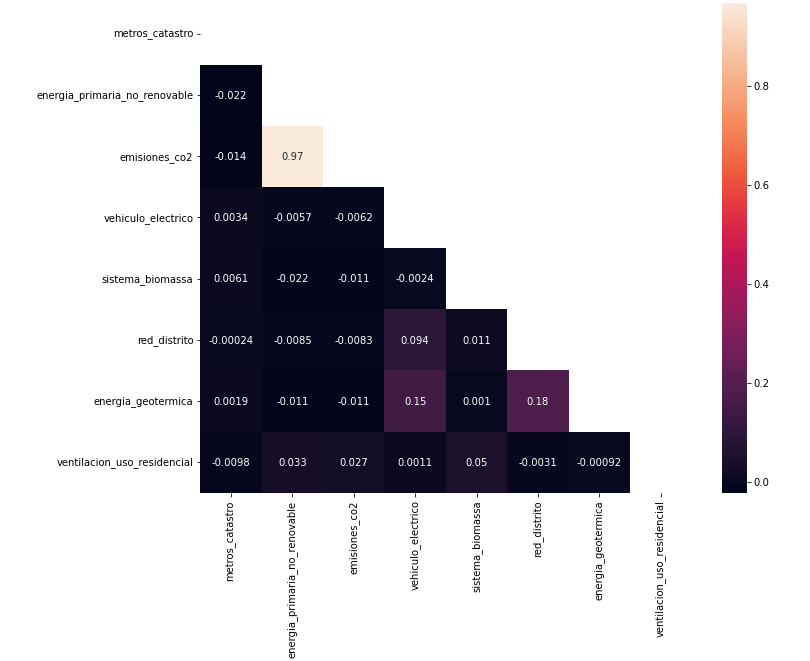 metros_catastro
energia_primaria_no_renovable -0.022
emisiones_co2 -0.014 0.97
vehiculo_electrico 0.0034 -0.0057 -0.0062
sistema_biomassa 0.0061 -0.022 -0.011 -0.0024
red_distrito -0.00024 -0.0085 -0.0083 0.094 0.011
energia_geotermica 0.0019 -0.011 -0.011 0.15 0.001 0.18
ventilacion_uso_residencial -0.0098 0.033 0.027 0.0011 0.05 -0.0031 -0.00092
metros_catastro
energia_primaria_no_renovable
emisiones_co2
vehiculo_electrico
sistema_biomassa
red_distrito
energia_geotermica
ventilacion_uso_residencial
0.8
0.6
0.4
0.2
0.0